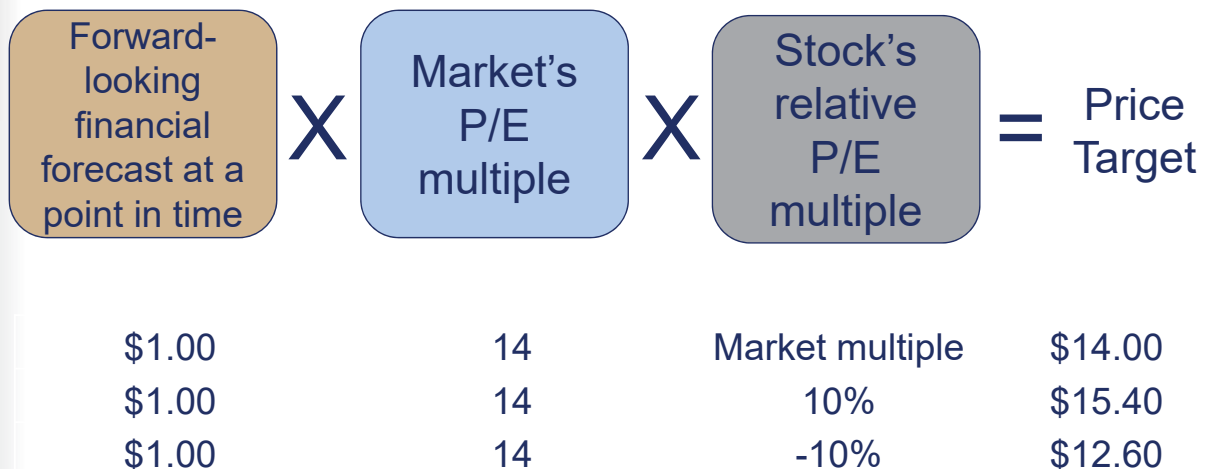 Forward-
looking
financial
forecast at a
point in time
X
Market's
P/E
multiple
X
Stock's
relative
P/E
multiple
=
Price
Target
$1.00 14 Market multiple $14.00
$1.00 14 10% $15.40
$1.00 14 -10% $12.60